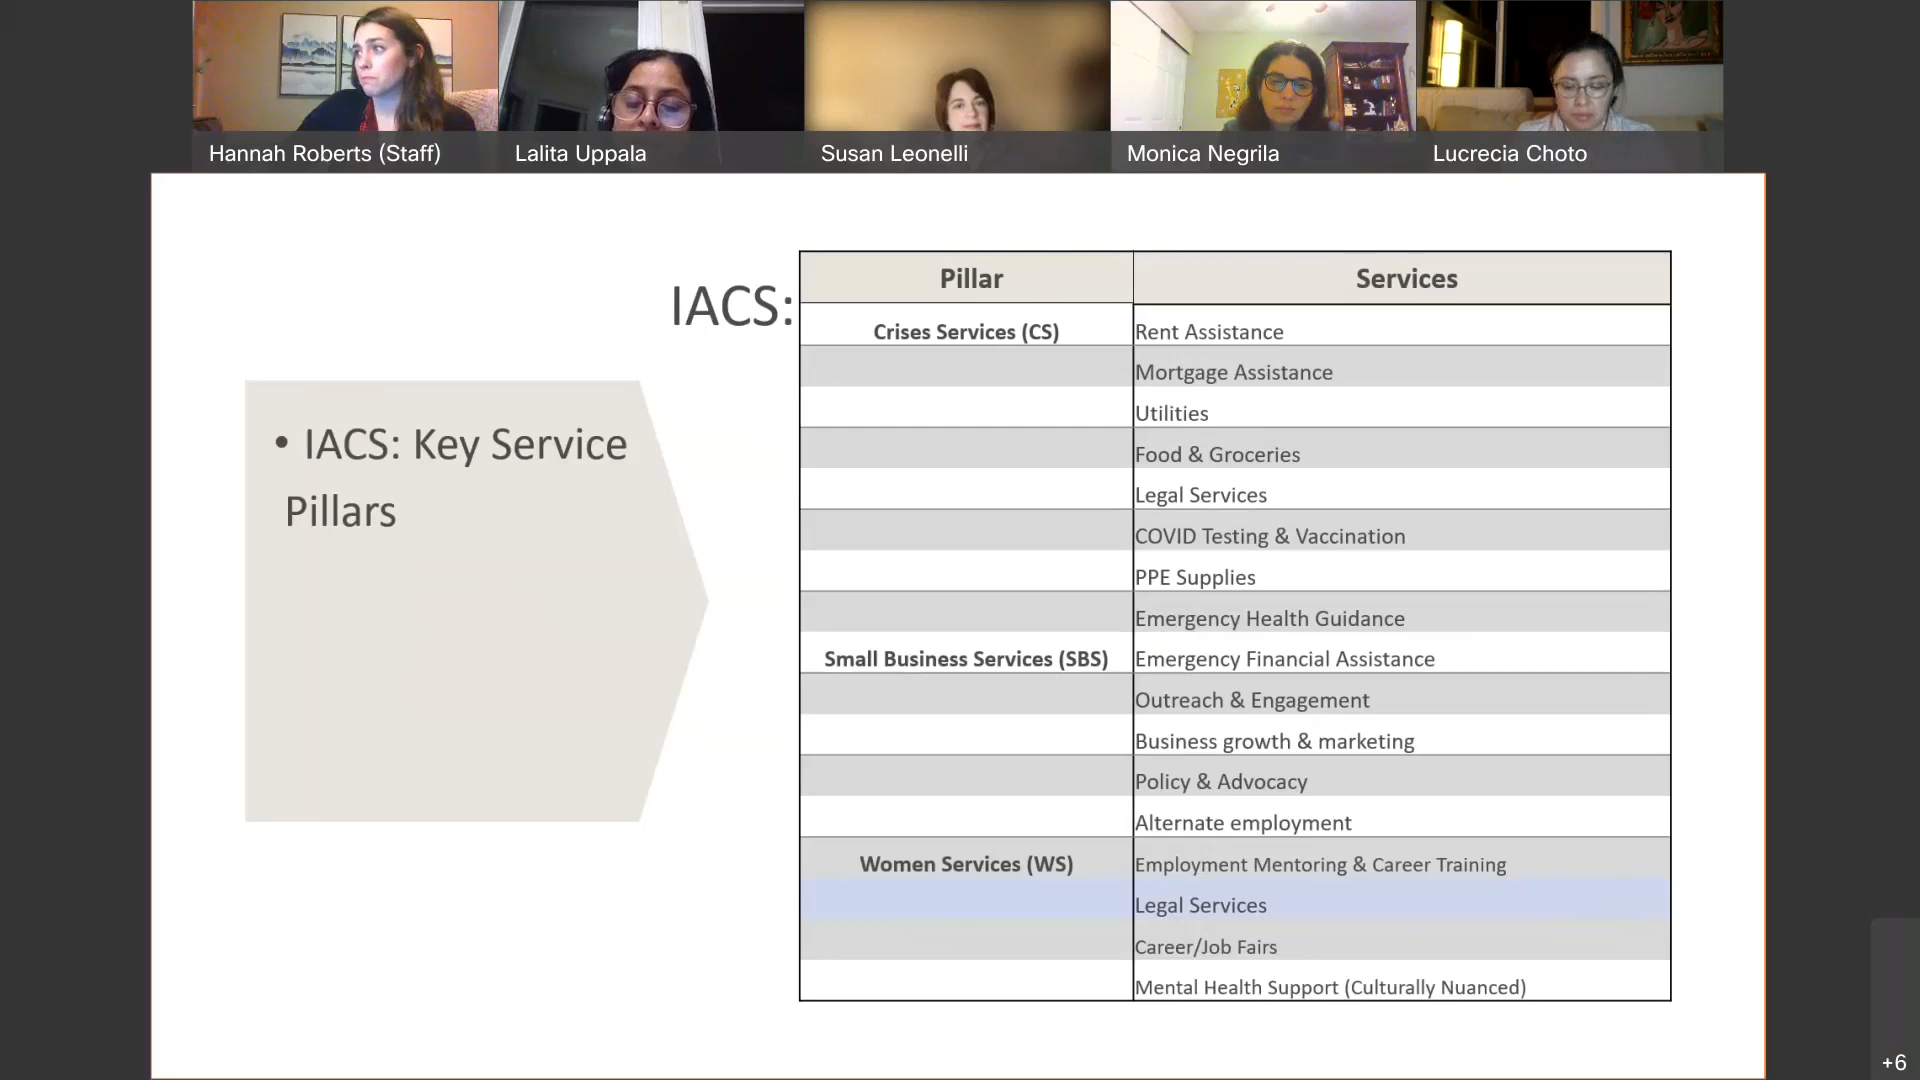 Hannah Roberts (Staff)
Lalita Uppala
Susan Leonelli
Monica Negrila
Lucrecia Choto
IACS:
• IACS: Key Service
Pillars
Pillar Services
Crises Services (CS) Rent Assistance
Mortgage Assistance
Utilities
Food & Groceries
Legal Services
COVID Testing & Vaccination
PPE Supplies
Emergency Health Guidance
Small Business Services (SBS) Emergency Financial Assistance
Outreach & Engagement
Business growth & marketing
Policy & Advocacy
Alternate employment
Women Services (WS) Employment Mentoring & Career Training
Legal Services
Career/Job Fairs
Mental Health Support (Culturally Nuanced)
+6